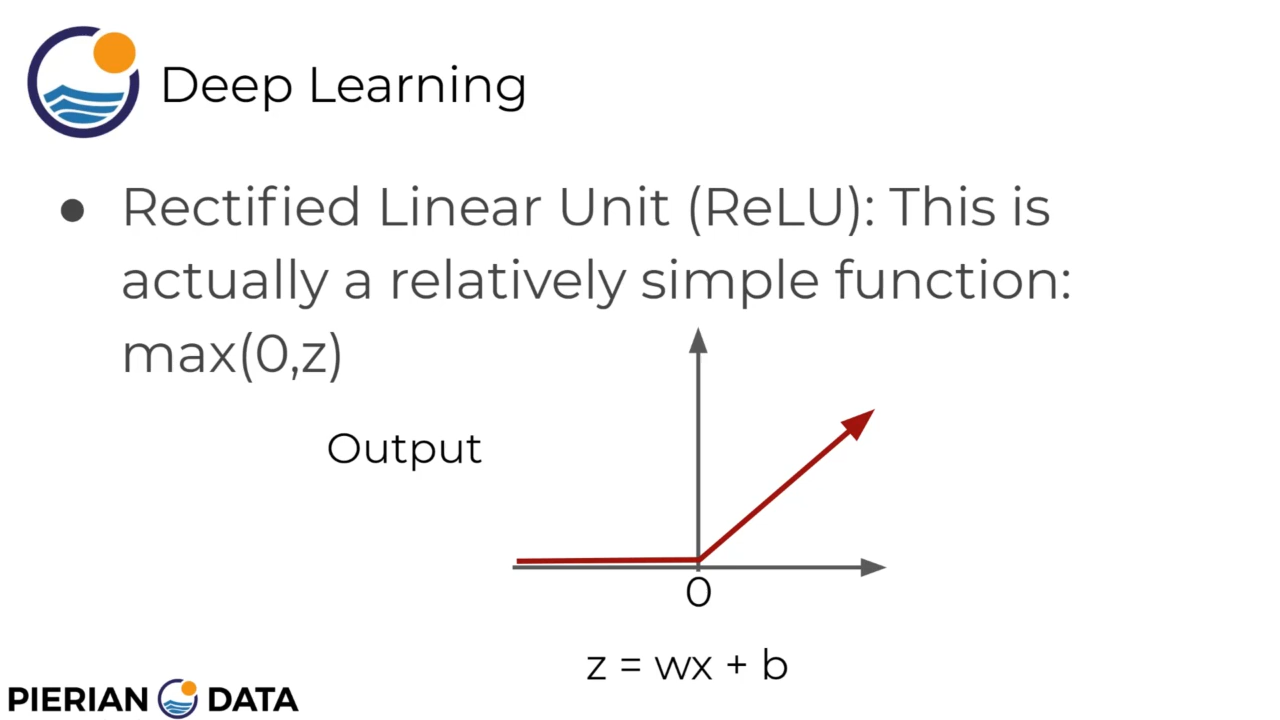 Deep Learning
● Rectified Linear Unit (ReLU): This is
actually a relatively simple function:
max(0,z)
Output
0
z = wx + b
PIERIAN DATA